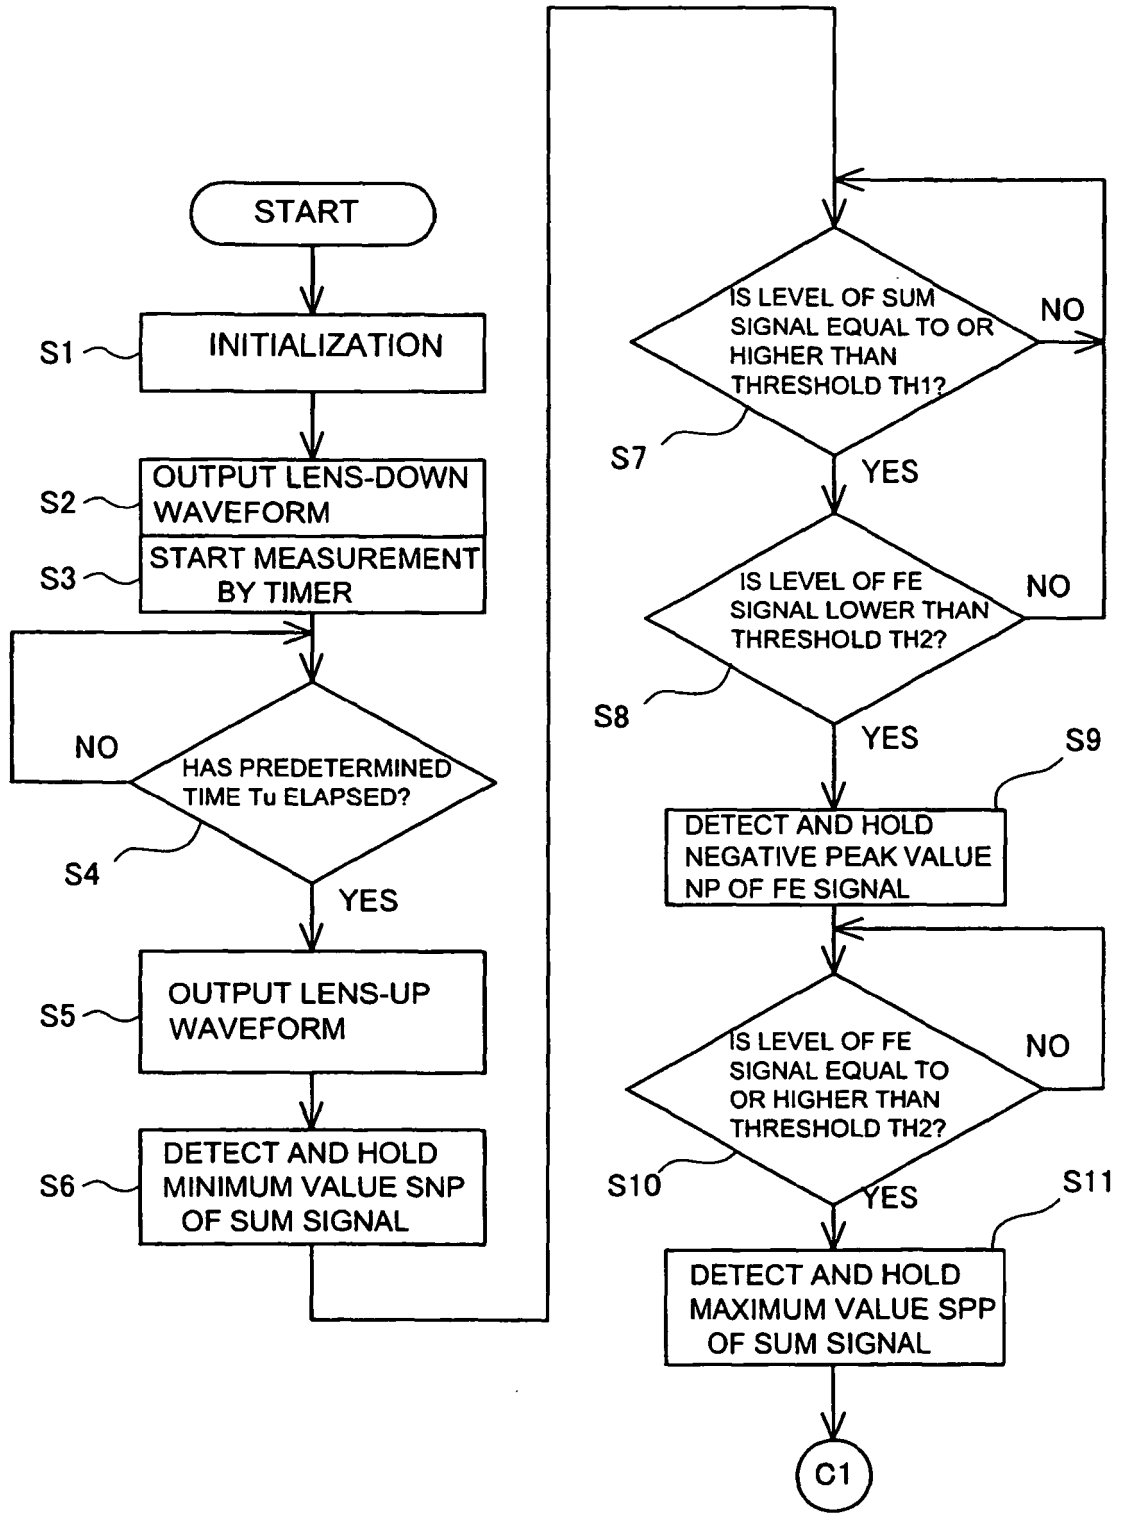 START
S1
INITIALIZATION
S2
OUTPUT LENS-DOWN
WAVEFORM
S3
START MEASUREMENT
BY TIMER
NO
HAS PREDETERMINED
TIME Tu ELAPSED?
S4
YES
S5
OUTPUT LENS-UP
WAVEFORM
S6
DETECT AND HOLD
MINIMUM VALUE SNP
OF SUM SIGNAL
IS LEVEL OF SUM
SIGNAL EQUAL TO OR
HIGHER THAN
THRESHOLD TH1?
NO
S7
YES
IS LEVEL OF FE
SIGNAL LOWER THAN
THRESHOLD TH2?
NO
S8
YES
S9
DETECT AND HOLD
NEGATIVE PEAK VALUE
NP OF FE SIGNAL
IS LEVEL OF FE
SIGNAL EQUAL TO
OR HIGHER THAN
THRESHOLD TH2?
NO
S10
YES
S11
DETECT AND HOLD
MAXIMUM VALUE SPP
OF SUM SIGNAL
C1